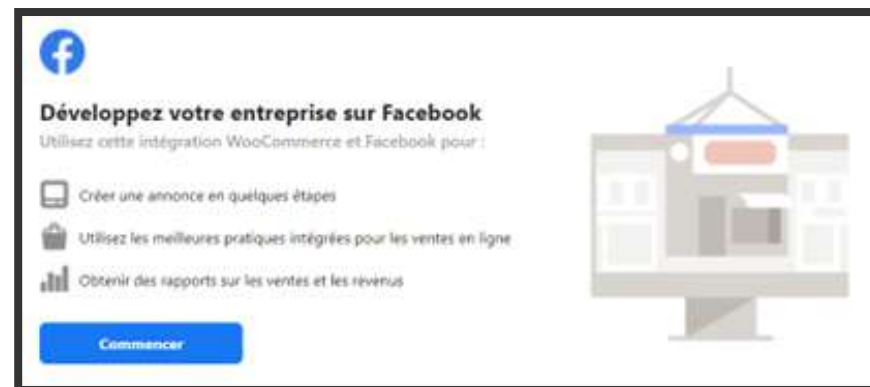 Développez votre entreprise sur Facebook
Utilisez cette intégration WooCommerce et Facebook pour :
Créer une annonce en quelques étapes
Utilisez les meilleures pratiques intégrées pour les ventes en ligne
Obtenir des rapports sur les ventes et les revenus
Commencer